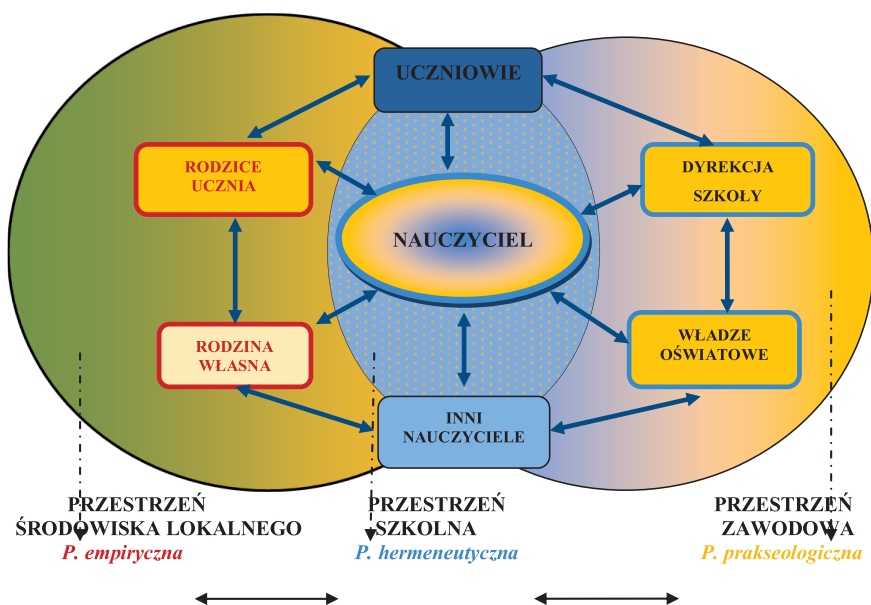 UCZNIOWIE
RODZICE
UCZNIA
DYREKCJA
SZKOŁY
NAUCZYCIEL
RODZINA
WŁASNA
WŁADZE
OŚWIATOWE
INNI
NAUCZYCIELE
PRZESTRZEŃ
ŚRODOWISKA LOKALNEGO
P. empiryczna
PRZESTRZEŃ
SZKOLNA
P. hermeneutyczna
PRZESTRZEŃ
ZAWODOWA
P. prakseologiczna